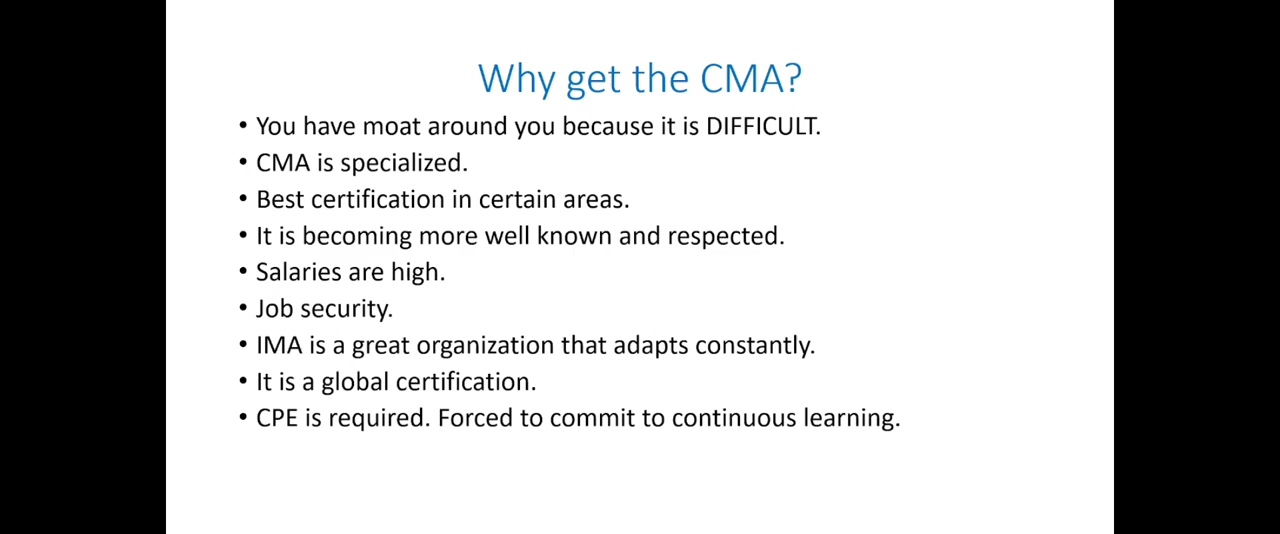 Why get the CMA?
• You have moat around you because it is DIFFICULT.
• CMA is specialized.
• Best certification in certain areas.
• It is becoming more well known and respected.
• Salaries are high.
• Job security.
• IMA is a great organization that adapts constantly.
• It is a global certification.
• CPE is required. Forced to commit to continuous learning.